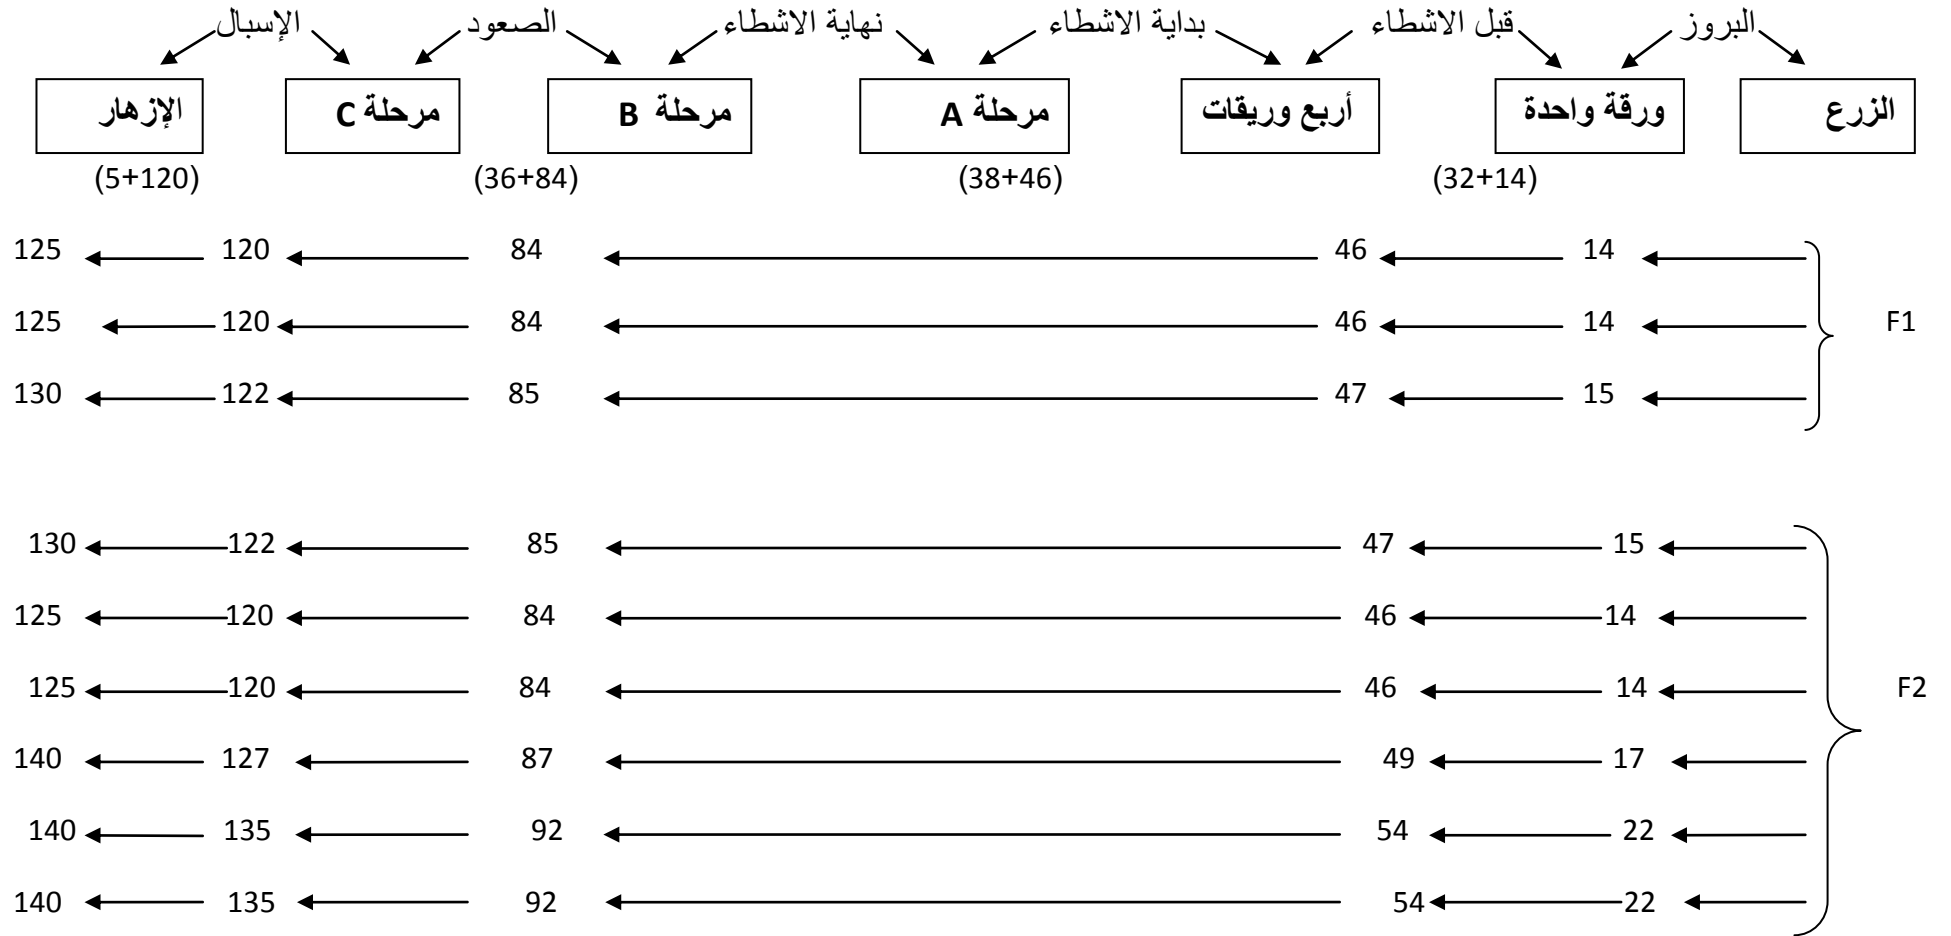 البروز قبل الاشطاء بداية الاشطاء نهاية الاشطاء الصعود الإسبال
الزرع ورقة واحدة أربع وريقات مرحلة A مرحلة B مرحلة C الإزهار
(32+14) (38+46) (36+84) (5+120)
14 46 84 120 125
F1 14 46 84 120 125
15 47 85 122 130
15 47 85 122 130
14 46 84 120 125
F2 14 46 84 120 125
17 49 87 127 140
22 54 92 135 140
22 54 92 135 140